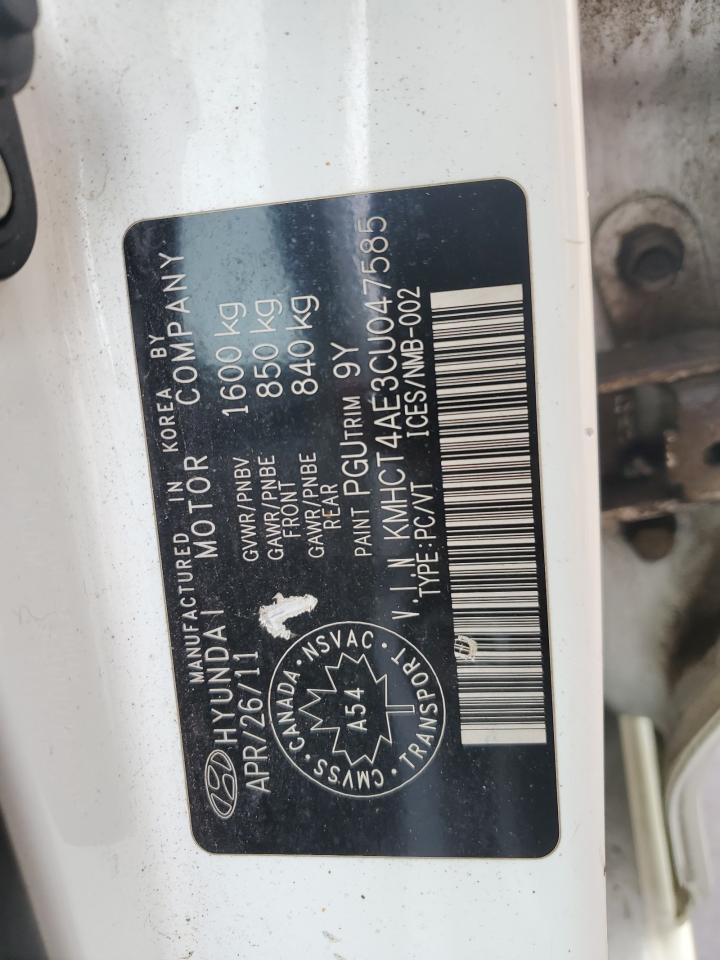 MANUFACTURED IN KOREA BY
HYUNDAI MOTOR COMPANY
APR/26/11 GVWR/PNBV 1600 kg
GAWR/PNBE FRONT 850 kg
GAWR/PNBE REAR 840 kg
PAINT PGU TRIM 9Y
V.I.N KMHCT4AE3CU047585
TYPE:PC/VT ICES/NMB-002
CANADA · NSVAC · TRANSPORT · CMVSS ·
A54